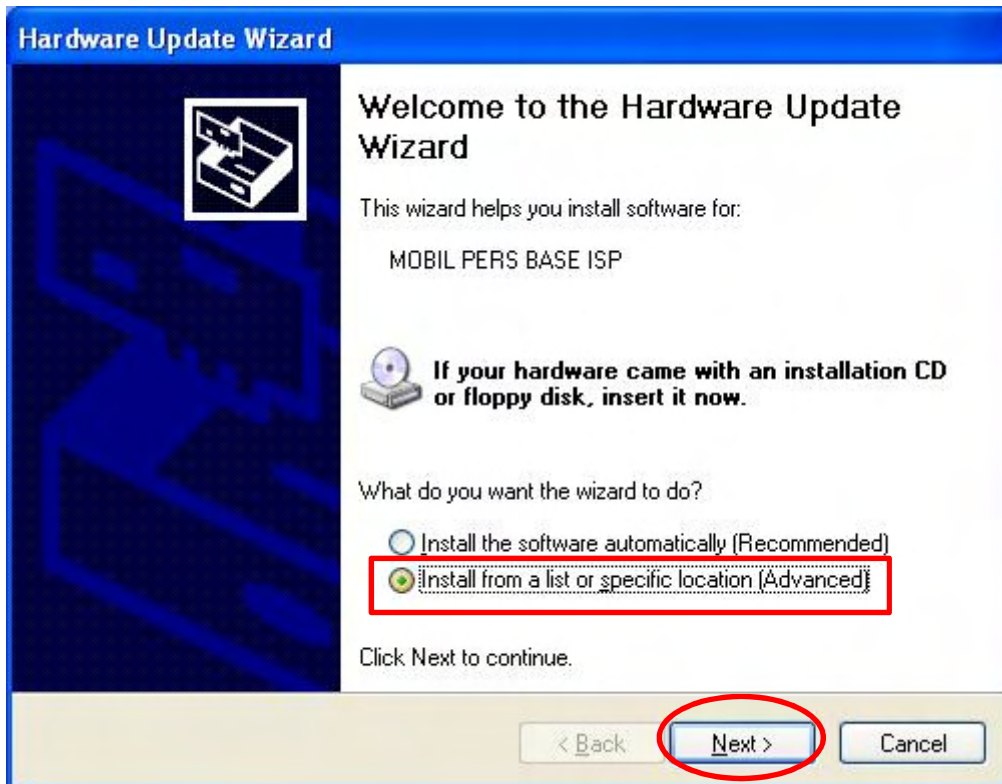 Hardware Update Wizard
Welcome to the Hardware Update
Wizard
This wizard helps you install software for:
MOBIL PERS BASE ISP
If your hardware came with an installation CD
or floppy disk, insert it now.
What do you want the wizard to do?
Install the software automatically (Recommended)
Install from a list or specific location (Advanced)
Click Next to continue.
< Back Next > Cancel